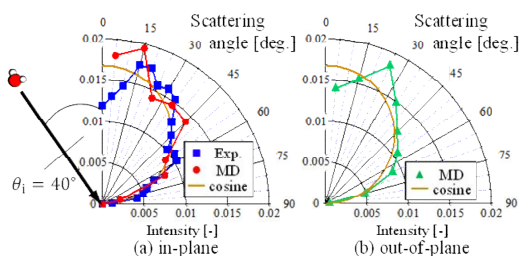 0
15
Scattering
angle [deg.]
30
45
60
75
90
0.02
0.015
0.01
0.005
0
0
0.005
0.01
0.015
0.02
θi = 40°
Exp.
MD
cosine
Intensity [-]
(a) in-plane
0
15
Scattering
angle [deg.]
30
45
60
75
90
0.02
0.015
0.01
0.005
0
0
0.005
0.01
0.015
0.02
MD
cosine
Intensity [-]
(b) out-of-plane